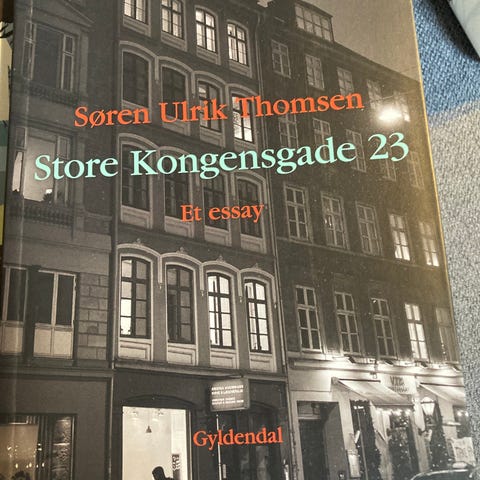 Søren Ulrik Thomsen
Store Kongensgade 23
Et essay
Gyldendal